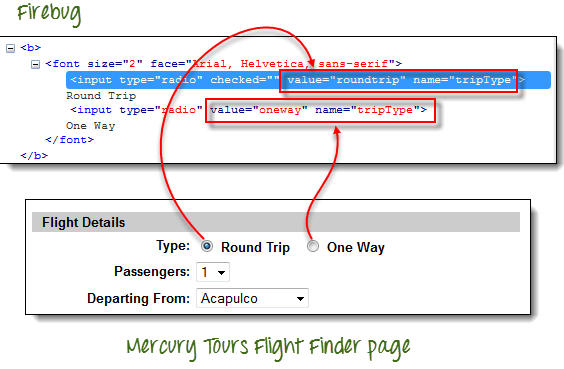 Firebug
<b>
<font size="2" face="Arial, Helvetica, sans-serif">
<input type="radio" checked="" value="roundtrip" name="tripType">
Round Trip
<input type="radio" value="oneway" name="tripType">
One Way
</font>
</b>
Flight Details
Type: Round Trip One Way
Passengers: 1
Departing From: Acapulco
Mercury Tours Flight Finder page